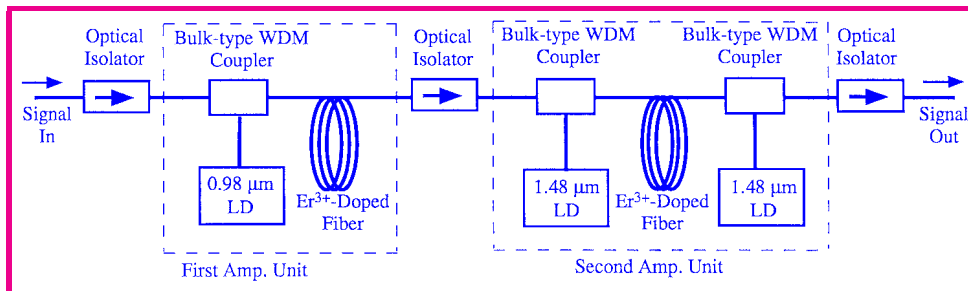 Optical
Isolator
Bulk-type WDM
Coupler
Optical
Isolator
Bulk-type WDM
Coupler
Bulk-type WDM
Coupler
Optical
Isolator
Signal
In
0.98 μm
LD
Er³⁺-Doped
Fiber
1.48 μm
LD
Er³⁺-Doped
Fiber
1.48 μm
LD
Signal
Out
First Amp. Unit
Second Amp. Unit